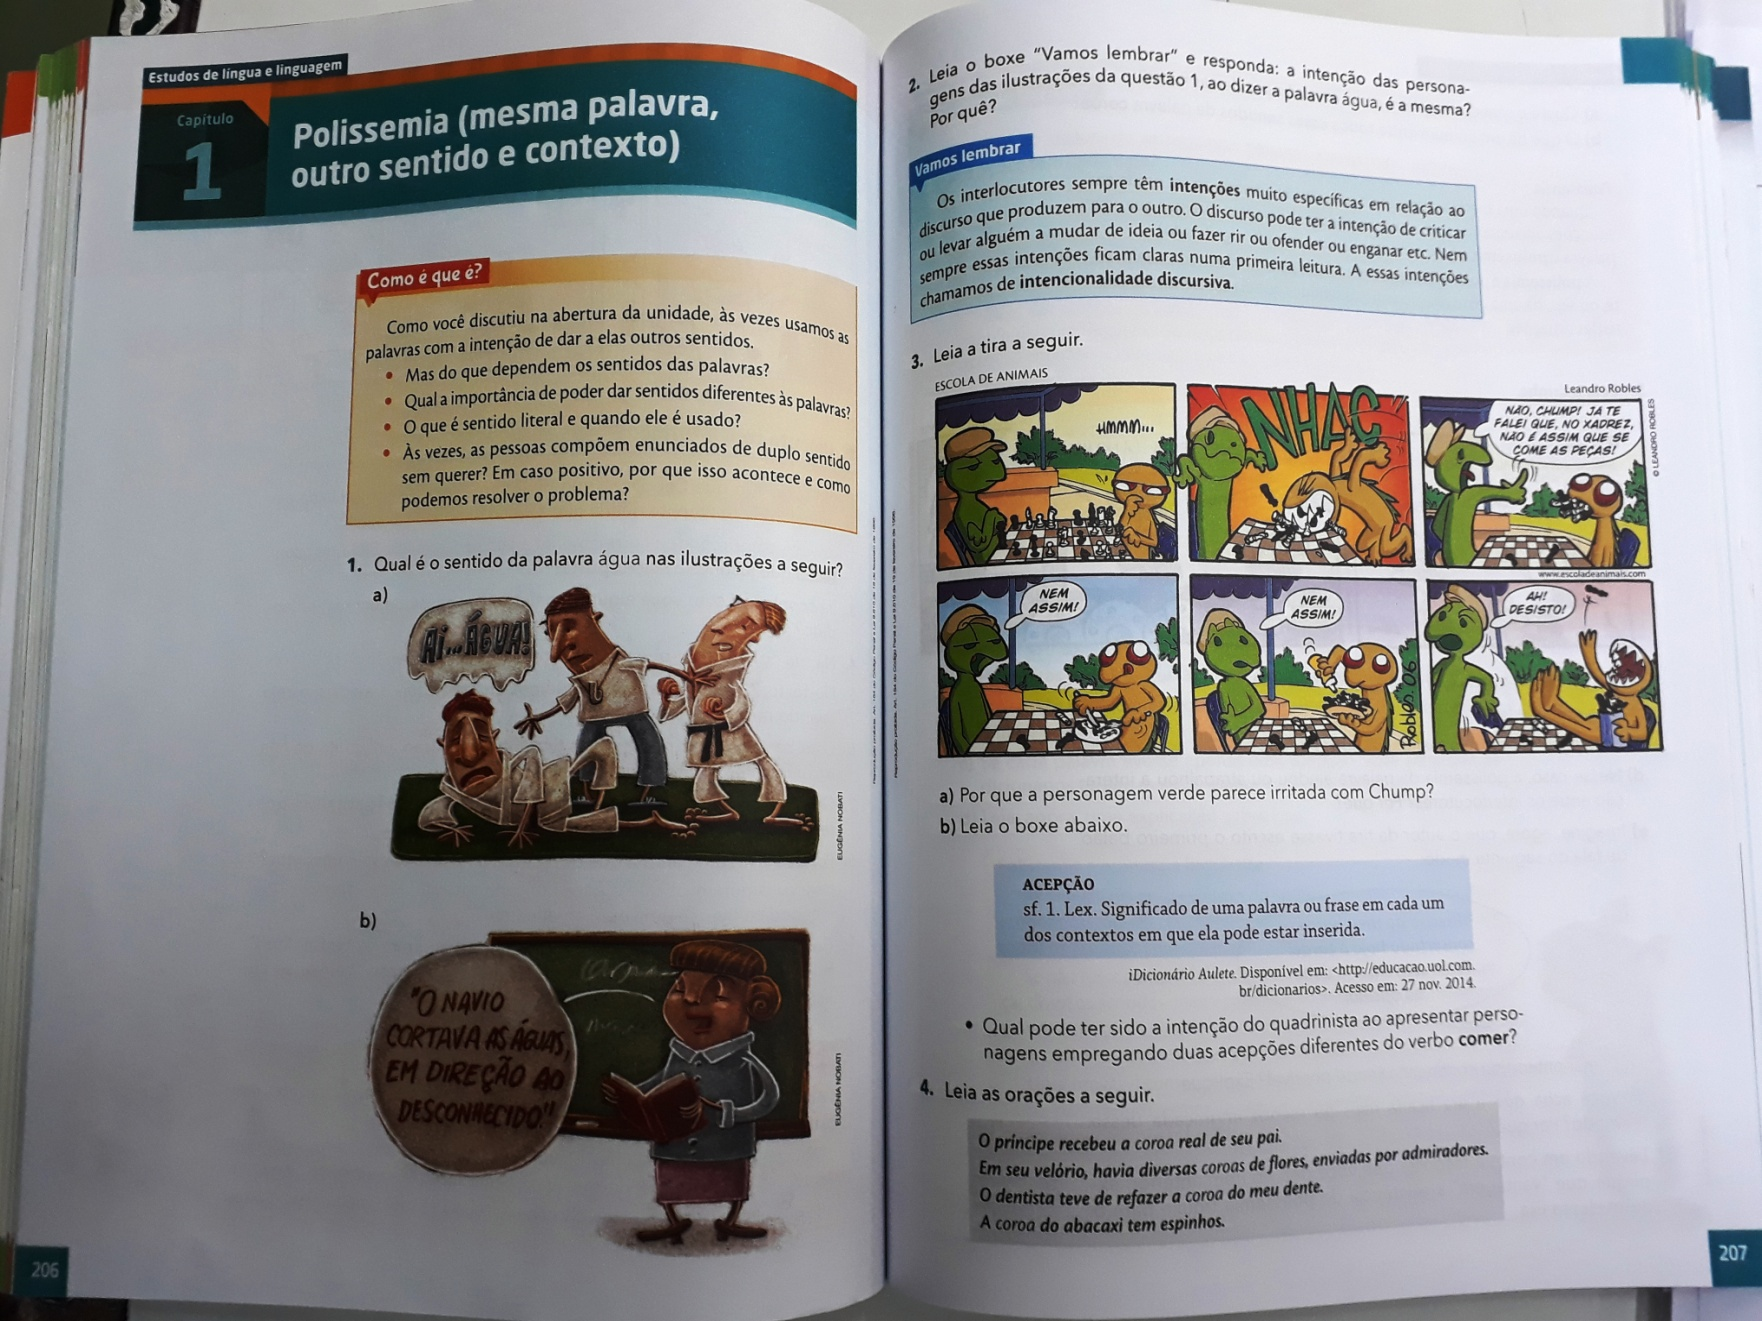 Estudos de língua e linguagem
Capítulo
1
Polissemia (mesma palavra,
outro sentido e contexto)
Como é que é?
Como você discutiu na abertura da unidade, às vezes usamos as
palavras com a intenção de dar a elas outros sentidos.
• Mas do que dependem os sentidos das palavras?
• Qual a importância de poder dar sentidos diferentes às palavras?
• O que é sentido literal e quando ele é usado?
• Às vezes, as pessoas compõem enunciados de duplo sentido
sem querer? Em caso positivo, por que isso acontece e como
podemos resolver o problema?
1. Qual é o sentido da palavra água nas ilustrações a seguir?
a)
Ai...ÁGUA!
EUGÊNIA NOBATI
b)
"O NAVIO
CORTAVA AS ÁGUAS,
EM DIREÇÃO AO
DESCONHECIDO."
EUGÊNIA NOBATI
206
2. Leia o boxe "Vamos lembrar" e responda: a intenção das persona-
gens das ilustrações da questão 1, ao dizer a palavra água, é a mesma?
Por quê?
Vamos lembrar
Os interlocutores sempre têm intenções muito específicas em relação ao
discurso que produzem para o outro. O discurso pode ter a intenção de criticar
ou levar alguém a mudar de ideia ou fazer rir ou ofender ou enganar etc. Nem
sempre essas intenções ficam claras numa primeira leitura. A essas intenções
chamamos de intencionalidade discursiva.
3. Leia a tira a seguir.
ESCOLA DE ANIMAIS
Leandro Robles
HMMM...
NHAC
NÃO, CHUMP! JÁ TE
FALEI QUE, NO XADREZ,
NÃO É ASSIM QUE SE
COME AS PEÇAS!
© LEANDRO ROBLES
www.escoladeanimais.com
NEM
ASSIM!
NEM
ASSIM!
Robles.06
AH!
DESISTO!
a) Por que a personagem verde parece irritada com Chump?
b) Leia o boxe abaixo.
ACEPÇÃO
sf. 1. Lex. Significado de uma palavra ou frase em cada um
dos contextos em que ela pode estar inserida.
iDicionário Aulete. Disponível em: <http://educacao.uol.com.
br/dicionarios>. Acesso em: 27 nov. 2014.
• Qual pode ter sido a intenção do quadrinista ao apresentar perso-
nagens empregando duas acepções diferentes do verbo comer?
4. Leia as orações a seguir.
O príncipe recebeu a coroa real de seu pai.
Em seu velório, havia diversas coroas de flores, enviadas por admiradores.
O dentista teve de refazer a coroa do meu dente.
A coroa do abacaxi tem espinhos.
207